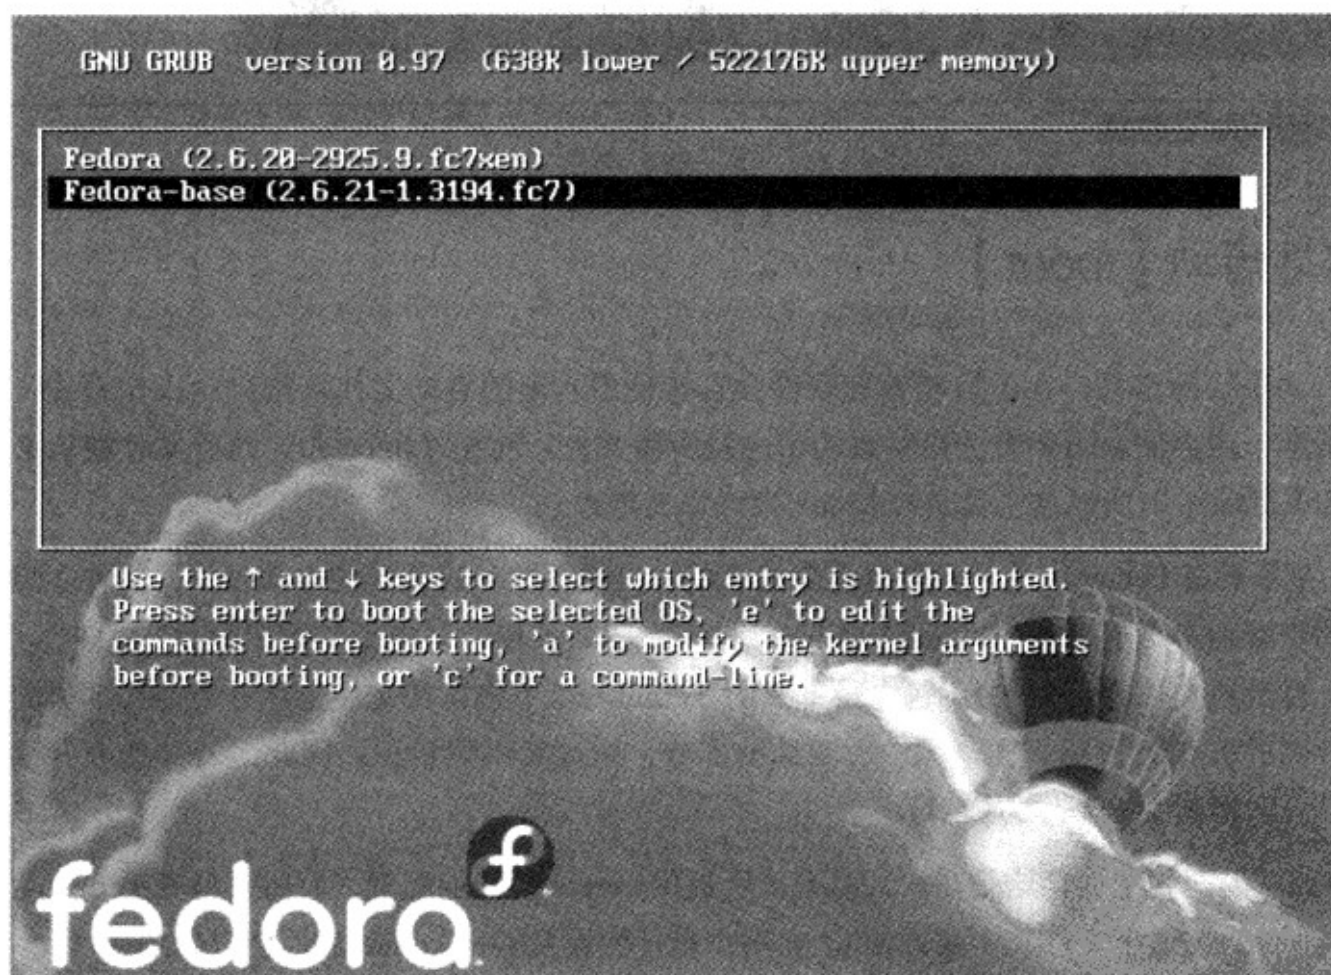 GNU GRUB  version 0.97  (638K lower / 522176K upper memory)
Fedora (2.6.20-2925.9.fc7xen)
Fedora-base (2.6.21-1.3194.fc7)
Use the ↑ and ↓ keys to select which entry is highlighted.
Press enter to boot the selected OS, 'e' to edit the
commands before booting, 'a' to modify the kernel arguments
before booting, or 'c' for a command-line.
fedora